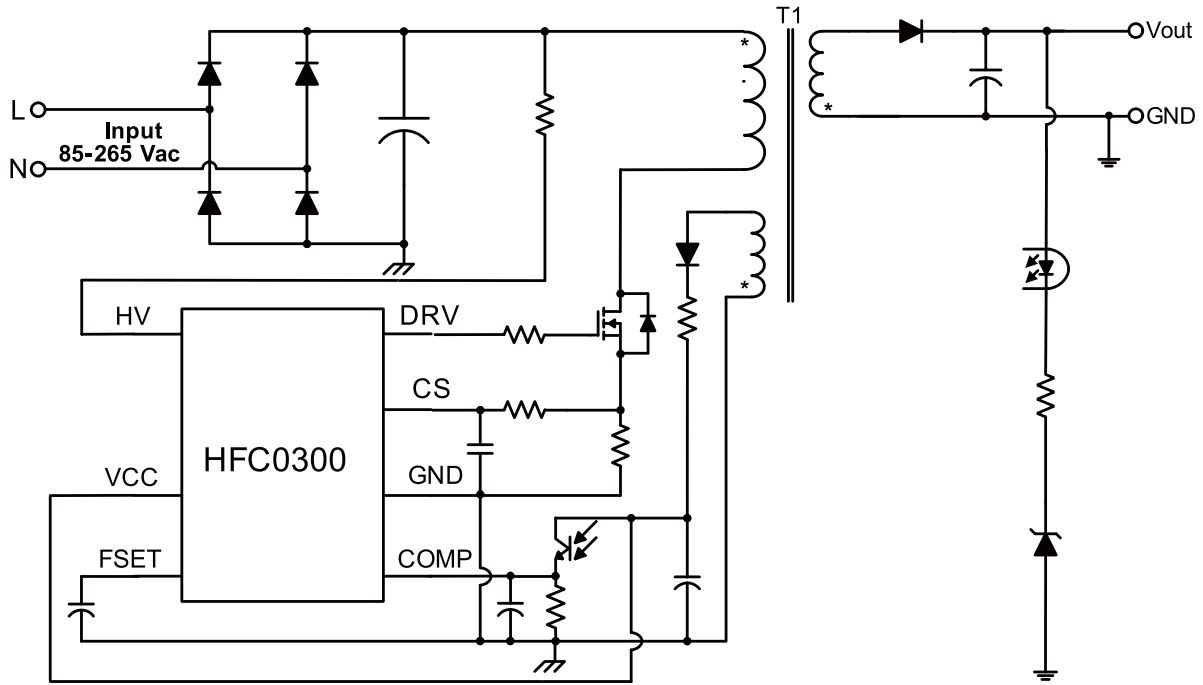 T1
*
Vout
L
Input
85-265 Vac
*
GND
N
*
HV
DRV
CS
HFC0300
VCC
GND
FSET
COMP